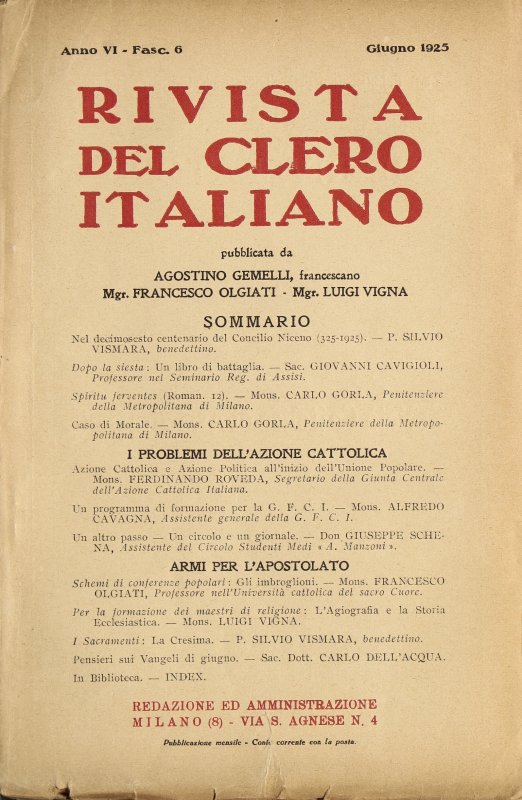 Anno VI - Fasc. 6
Giugno 1925
RIVISTA
DEL CLERO
ITALIANO
pubblicata da
AGOSTINO GEMELLI, francescano
Mgr. FRANCESCO OLGIATI - Mgr. LUIGI VIGNA
SOMMARIO
Nel decimosesto centenario del Concilio Niceno (325-1925). — P. SILVIO
VISMARA, benedettino.
Dopo la siesta: Un libro di battaglia. — Sac. GIOVANNI CAVIGIOLI,
Professore nel Seminario Reg. di Assisi.
Spiritu ferventes (Roman. 12). — Mons. CARLO GORLA, Penitenziere
della Metropolitana di Milano.
Caso di Morale. — Mons. CARLO GORLA, Penitenziere della Metropo-
politana di Milano.
I PROBLEMI DELL'AZIONE CATTOLICA
Azione Cattolica e Azione Politica all'inizio dell'Unione Popolare. —
Mons. FERDINANDO ROVEDA, Segretario della Giunta Centrale
dell'Azione Cattolica Italiana.
Un programma di formazione per la G. F. C. I. — Mons. ALFREDO
CAVAGNA, Assistente generale della G. F. C. I.
Un altro passo — Un circolo e un giornale. — Don GIUSEPPE SCHE-
NA, Assistente del Circolo Studenti Medi « A. Manzoni ».
ARMI PER L'APOSTOLATO
Schemi di conferenze popolari: Gli imbroglioni. — Mons. FRANCESCO
OLGIATI, Professore nell'Università cattolica del sacro Cuore.
Per la formazione dei maestri di religione: L'Agiografia e la Storia
Ecclesiastica. — Mons. LUIGI VIGNA.
I Sacramenti: La Cresima. — P. SILVIO VISMARA, benedettino.
Pensieri sui Vangeli di giugno. — Sac. Dott. CARLO DELL'ACQUA.
In Biblioteca. — INDEX.
REDAZIONE ED AMMINISTRAZIONE
MILANO (8) - VIA S. AGNESE N. 4
Pubblicazione mensile - Conto corrente con la posta.